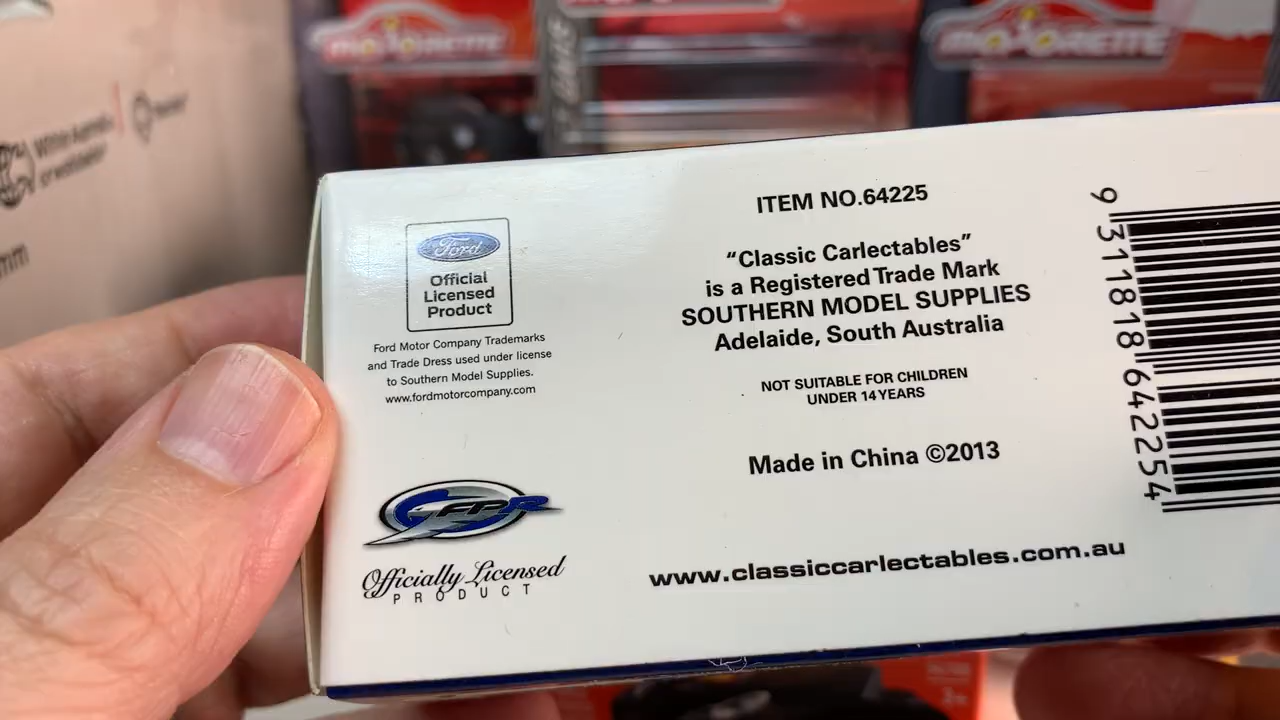 MAJORETTE
MAJORETTE
mm
ITEM NO.64225
Ford
Official
Licensed
Product
Ford Motor Company Trademarks
and Trade Dress used under license
to Southern Model Supplies.
www.fordmotorcompany.com
FPR
Officially Licensed
PRODUCT
"Classic Carlectables"
is a Registered Trade Mark
SOUTHERN MODEL SUPPLIES
Adelaide, South Australia
NOT SUITABLE FOR CHILDREN
UNDER 14 YEARS
Made in China ©2013
www.classiccarlectables.com.au
9 311818 642254